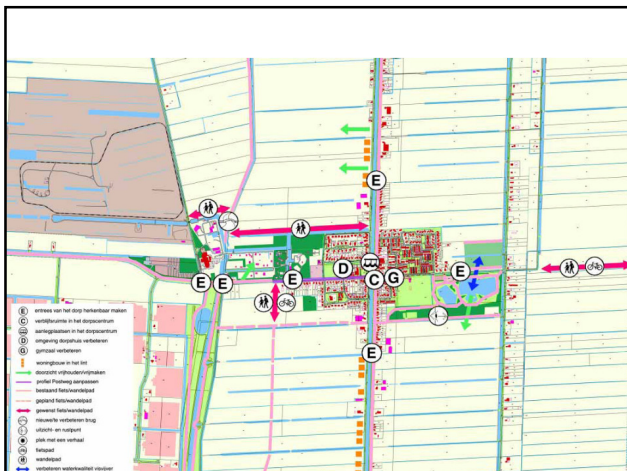 E
E
E
E
E
E
D
C
G
E entrees van het dorp herkenbaar maken
C verblijfsruimte in het dorpscentrum
aanlegplaatsen in het dorpscentrum
D omgeving dorpshuis verbeteren
G gymzaal verbeteren
woningbouw in het lint
doorzicht vrijhouden/vrijmaken
profiel Postweg aanpassen
bestaand fiets/wandelpad
gepland fiets/wandelpad
gewenst fiets/wandelpad
nieuwe/te verbeteren brug
uitzicht- en rustpunt
plek met een verhaal
fietspad
wandelpad
verbeteren waterkwaliteit visvijver